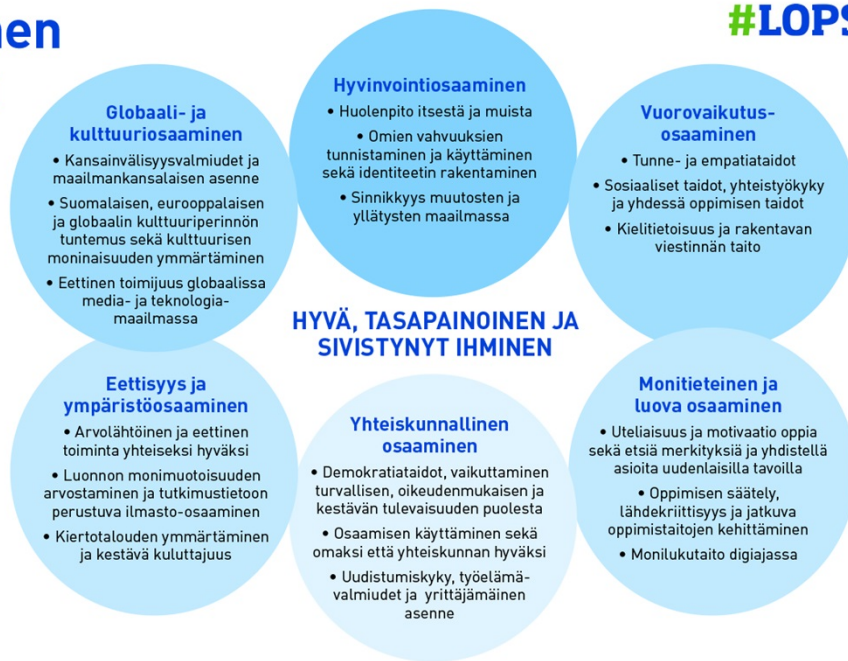 nen
#LOPS
Globaali- ja
kulttuuriosaaminen
• Kansainvälisyysvalmiudet ja
maailmankansalaisen asenne
• Suomalaisen, eurooppalaisen
ja globaalin kulttuuriperinnön
tuntemus sekä kulttuurisen
moninaisuuden ymmärtäminen
• Eettinen toimijuus globaalissa
media- ja teknologia-
maailmassa
Hyvinvointiosaaminen
• Huolenpito itsestä ja muista
• Omien vahvuuksien
tunnistaminen ja käyttäminen
sekä identiteetin rakentaminen
• Sinnikkyys muutosten ja
yllätysten maailmassa
Vuorovaikutus-
osaaminen
• Tunne- ja empatiataidot
• Sosiaaliset taidot, yhteistyökyky
ja yhdessä oppimisen taidot
• Kielitietoisuus ja rakentavan
viestinnän taito
HYVÄ, TASAPAINOINEN JA
SIVISTYNYT IHMINEN
Eettisyys ja
ympäristöosaaminen
• Arvolähtöinen ja eettinen
toiminta yhteiseksi hyväksi
• Luonnon monimuotoisuuden
arvostaminen ja tutkimustietoon
perustuva ilmasto-osaaminen
• Kiertotalouden ymmärtäminen
ja kestävä kuluttajuus
Yhteiskunnallinen
osaaminen
• Demokratiataidot, vaikuttaminen
turvallisen, oikeudenmukaisen ja
kestävän tulevaisuuden puolesta
• Osaamisen käyttäminen sekä
omaksi että yhteiskunnan hyväksi
• Uudistumiskyky, työelämä-
valmiudet ja yrittäjämäinen
asenne
Monitieteinen ja
luova osaaminen
• Uteliaisuus ja motivaatio oppia
sekä etsiä merkityksiä ja yhdistellä
asioita uudenlaisilla tavoilla
• Oppimisen säätely,
lähdekriittisyys ja jatkuva
oppimistaitojen kehittäminen
• Monilukutaito digiajassa